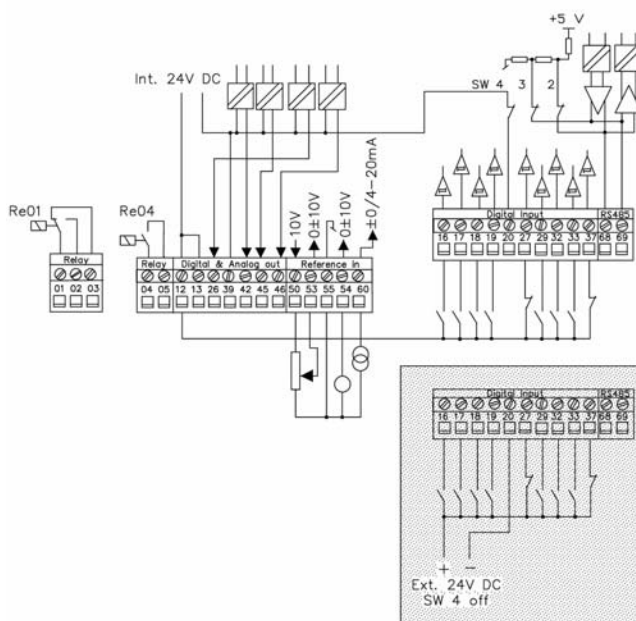 +5 V
Int. 24V DC
SW 4 3 2
-10V
0±10V
0±10V
±0/4-20mA
Re01
Re04
Digital Input RS485
16 17 18 19 20 27 29 32 33 37 68 69
Relay
01 02 03
Relay Digital & Analog out Reference in
04 05 12 13 26 39 42 45 46 50 53 55 54 60
Digital Input RS485
16 17 18 19 20 27 29 32 33 37 68 69
+ -
Ext. 24V DC
SW 4 off